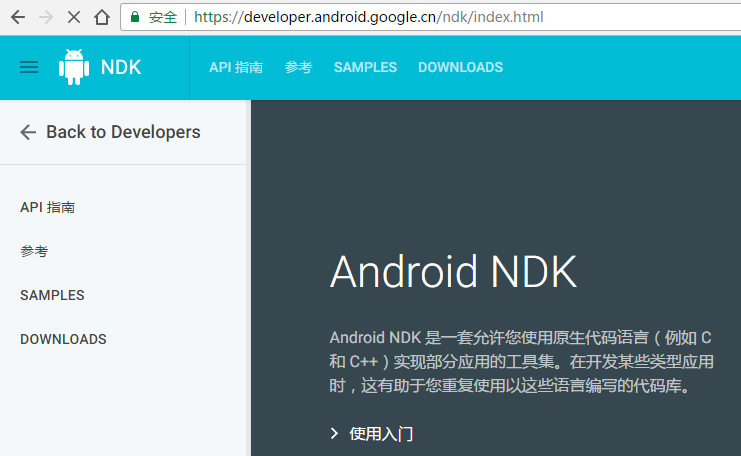 安全 https://developer.android.google.cn/ndk/index.html
NDK API 指南 参考 SAMPLES DOWNLOADS
Back to Developers
API 指南
参考
SAMPLES
DOWNLOADS
Android NDK
Android NDK 是一套允许您使用原生代码语言（例如 C
和 C++）实现部分应用的工具集。在开发某些类型应用
时，这有助于您重复使用以这些语言编写的代码库。
使用入门